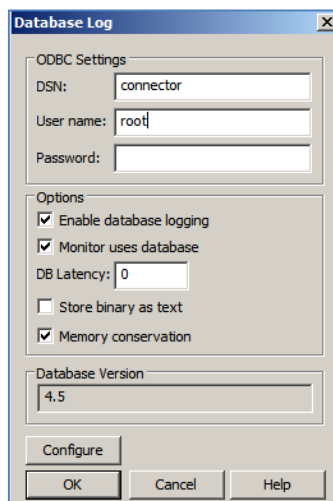 Database Log
ODBC Settings
DSN: connector
User name: root
Password:
Options
Enable database logging
Monitor uses database
DB Latency: 0
Store binary as text
Memory conservation
Database Version
4.5
Configure
OK Cancel Help